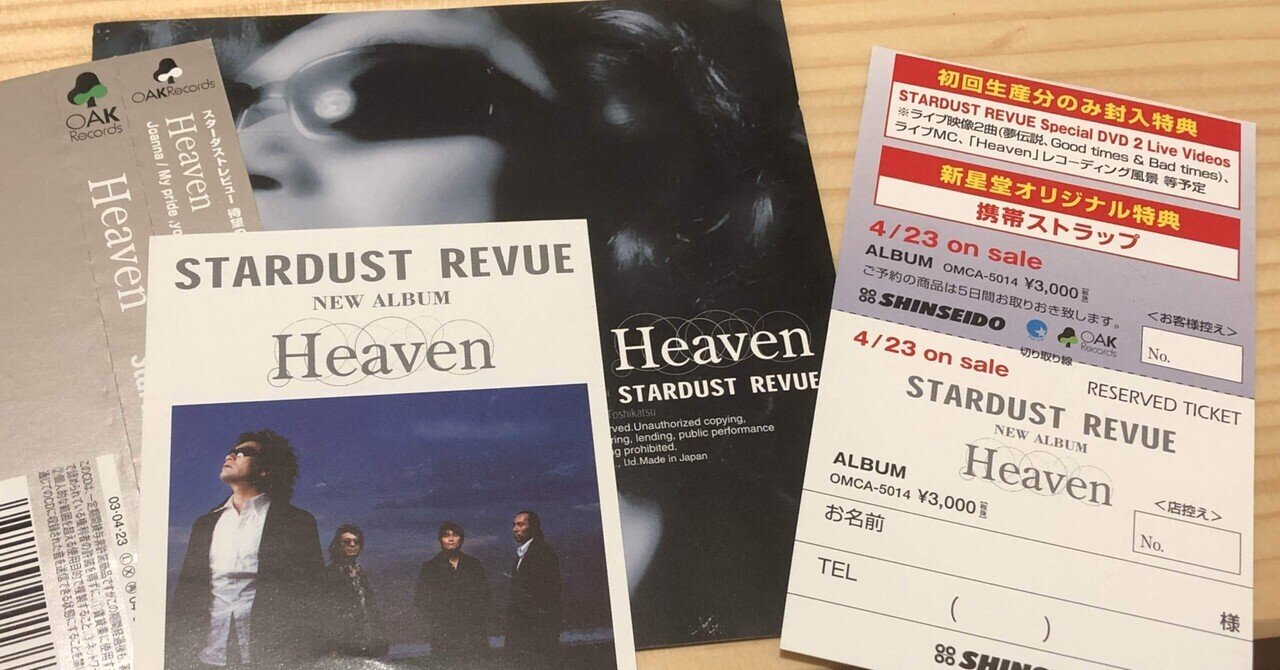 OAK
Records
OAKRecords
Heaven
スターダストレビュー 待望の
Heaven
Joanna / My pride
03・04・23
STARDUST REVUE
NEW ALBUM
Heaven
Heaven
STARDUST REVUE
Toshikatsu
rved.Unauthorized copying,
ring, lending, public performance
g prohibited.
., Ltd.Made in Japan
初回生産分のみ封入特典
STARDUST REVUE Special DVD 2 Live Videos
※ライブ映像2曲(夢伝説、Good times & Bad times)、
ライブMC、「Heaven」レコーディング風景 等予定
新星堂オリジナル特典
携帯ストラップ
4/23 on sale
ALBUM OMCA-5014 ¥3,000
ご予約の商品は5日間お取りおき致します。
SHINSEIDO
OAK
Records
<お客様控え>
No.
切り取り線
4/23 on sale
RESERVED TICKET
STARDUST REVUE
NEW ALBUM
Heaven
ALBUM
OMCA-5014 ¥3,000
<店控え>
No.
お名前
様
TEL
( )
SHINS